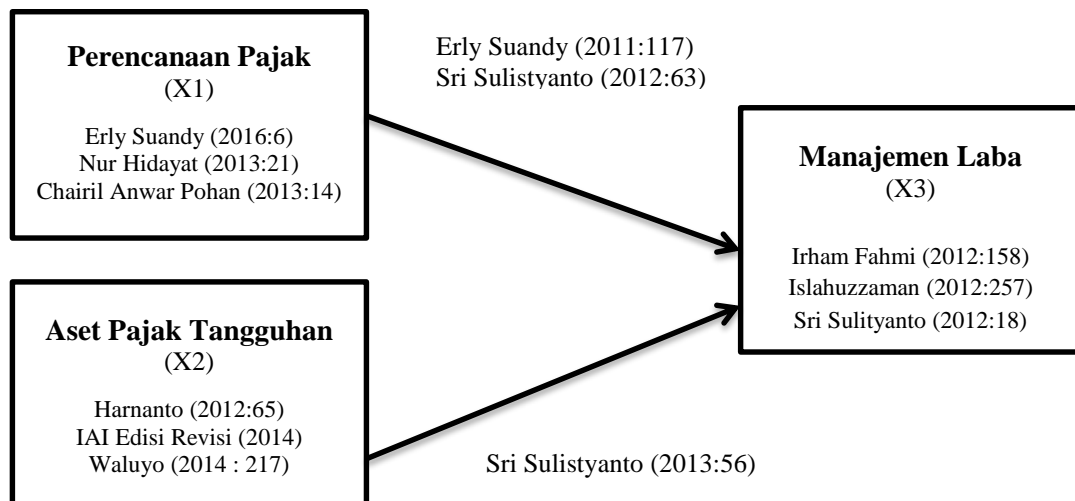 Perencanaan Pajak
(X1)
Erly Suandy (2016:6)
Nur Hidayat (2013:21)
Chairil Anwar Pohan (2013:14)
Erly Suandy (2011:117)
Sri Sulistyanto (2012:63)
Manajemen Laba
(X3)
Irham Fahmi (2012:158)
Islahuzzaman (2012:257)
Sri Sulityanto (2012:18)
Aset Pajak Tangguhan
(X2)
Harnanto (2012:65)
IAI Edisi Revisi (2014)
Waluyo (2014 : 217)
Sri Sulistyanto (2013:56)